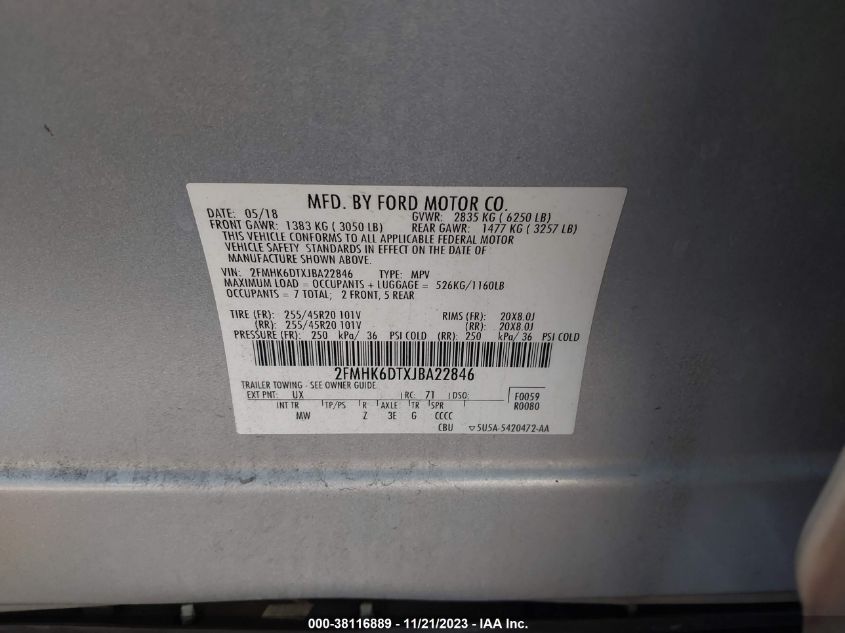 MFD. BY FORD MOTOR CO.
DATE: 05/18 GVWR: 2835 KG ( 6250 LB)
FRONT GAWR: 1383 KG ( 3050 LB) REAR GAWR: 1477 KG ( 3257 LB)
THIS VEHICLE CONFORMS TO ALL APPLICABLE FEDERAL MOTOR
VEHICLE SAFETY STANDARDS IN EFFECT ON THE DATE OF
MANUFACTURE SHOWN ABOVE.
VIN: 2FMHK6DTXJBA22846 TYPE: MPV
MAXIMUM LOAD = OCCUPANTS + LUGGAGE = 526KG/1160LB
OCCUPANTS = 7 TOTAL; 2 FRONT, 5 REAR
TIRE (FR): 255/45R20 101V RIMS (FR): 20X8.0J
(RR): 255/45R20 101V (RR): 20X8.0J
PRESSURE (FR): 250 kPa/ 36 PSI COLD (RR): 250 kPa/ 36 PSI COLD
2FMHK6DTXJBA22846
TRAILER TOWING - SEE OWNER GUIDE
EXT PNT: UX RC: 71 DSO: F0059
INT TR TP/PS R AXLE TR SPR R0080
MW Z 3E G CCCC
CBU ▽5U5A-5420472-AA
000-38116889 - 11/21/2023 - IAA Inc.